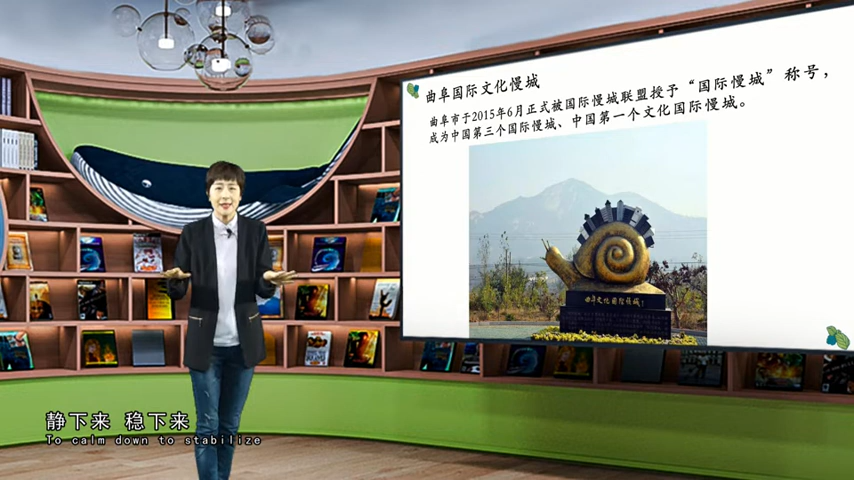 曲阜国际文化慢城
曲阜市于2015年6月正式被国际慢城联盟授予“国际慢城”称号，
成为中国第三个国际慢城、中国第一个文化国际慢城。
曲阜文化国际慢城！
静下来 稳下来
To calm down to stabilize